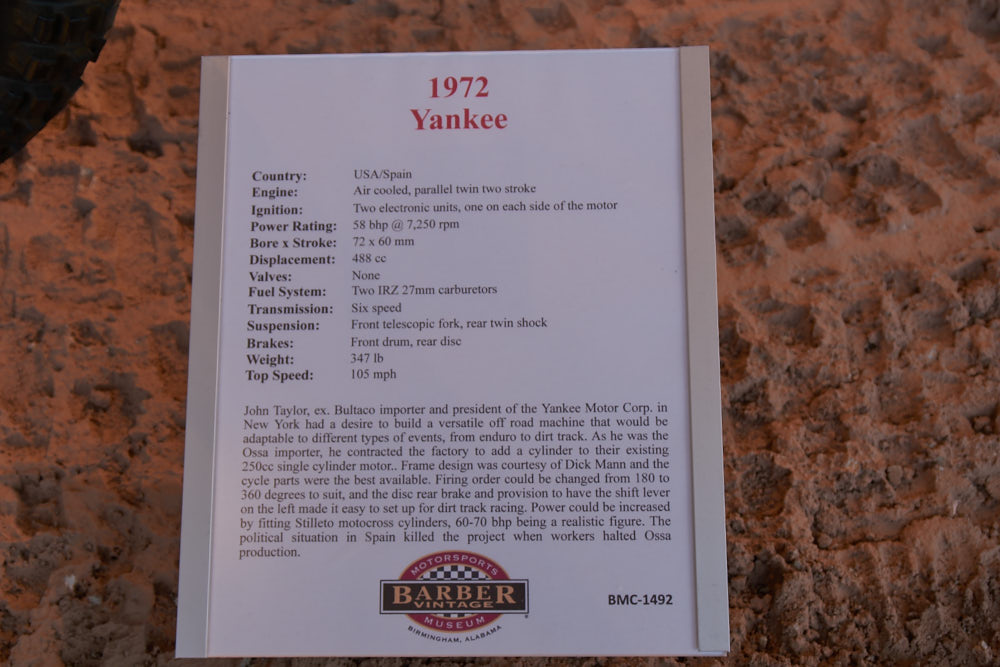 1972
Yankee
Country: USA/Spain
Engine: Air cooled, parallel twin two stroke
Ignition: Two electronic units, one on each side of the motor
Power Rating: 58 bhp @ 7,250 rpm
Bore x Stroke: 72 x 60 mm
Displacement: 488 cc
Valves: None
Fuel System: Two IRZ 27mm carburetors
Transmission: Six speed
Suspension: Front telescopic fork, rear twin shock
Brakes: Front drum, rear disc
Weight: 347 lb
Top Speed: 105 mph
John Taylor, ex. Bultaco importer and president of the Yankee Motor Corp. in
New York had a desire to build a versatile off road machine that would be
adaptable to different types of events, from enduro to dirt track. As he was the
Ossa importer, he contracted the factory to add a cylinder to their existing
250cc single cylinder motor.. Frame design was courtesy of Dick Mann and the
cycle parts were the best available. Firing order could be changed from 180 to
360 degrees to suit, and the disc rear brake and provision to have the shift lever
on the left made it easy to set up for dirt track racing. Power could be increased
by fitting Stilleto motocross cylinders, 60-70 bhp being a realistic figure. The
political situation in Spain killed the project when workers halted Ossa
production.
MOTORSPORTS
BARBER
VINTAGE
MUSEUM
BIRMINGHAM, ALABAMA
BMC-1492